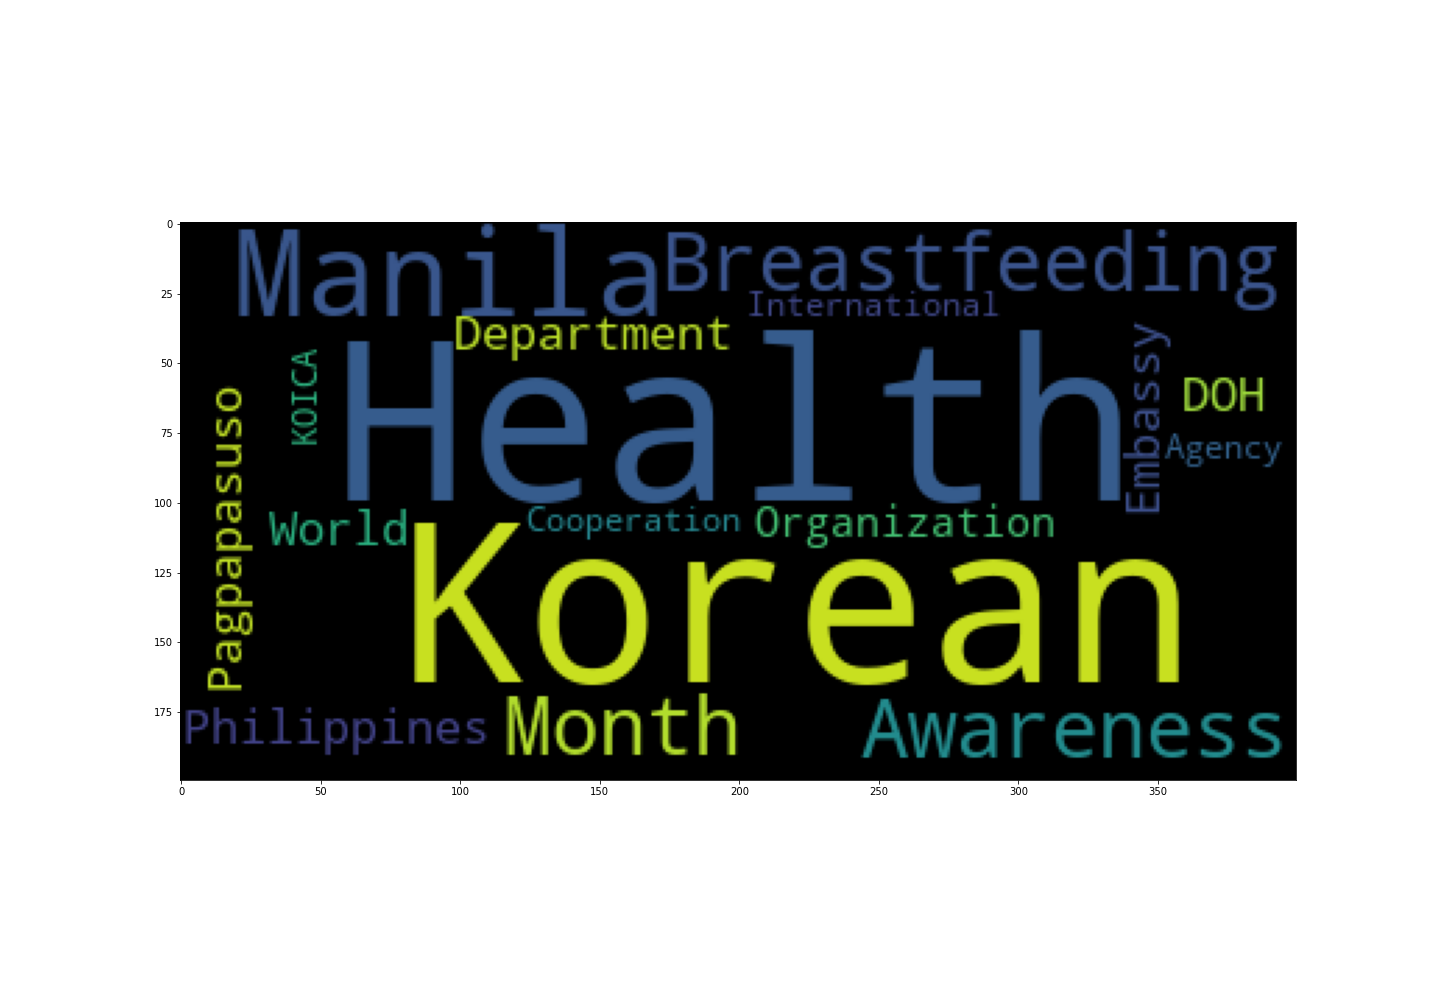 Manila
Breastfeeding
International
Department
KOICA
Health
Embassy
DOH
Agency
Pagpapasuso
World
Cooperation
Organization
Korean
Philippines
Month
Awareness
0
25
50
75
100
125
150
175
0 50 100 150 200 250 300 350